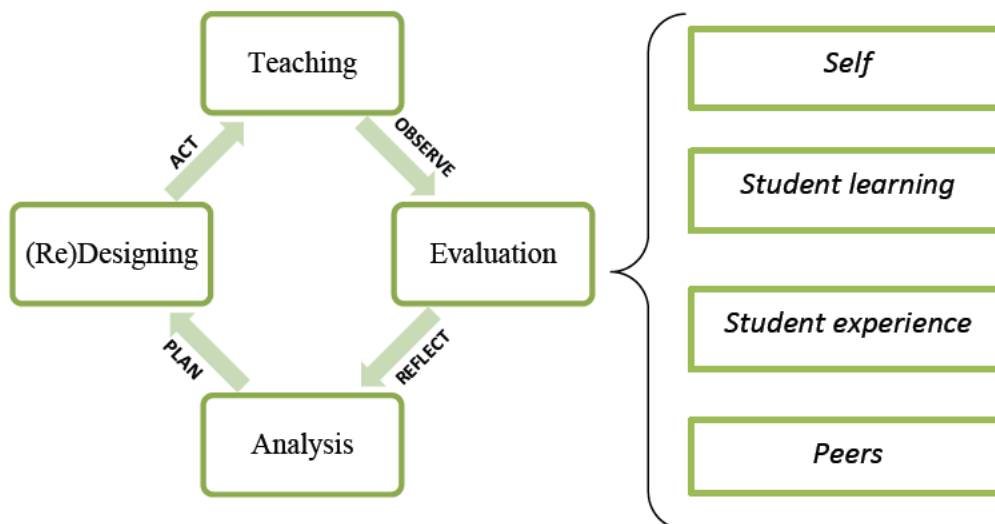 Teaching
OBSERVE
ACT
(Re)Designing
Evaluation
PLAN
REFLECT
Analysis
Self
Student learning
Student experience
Peers